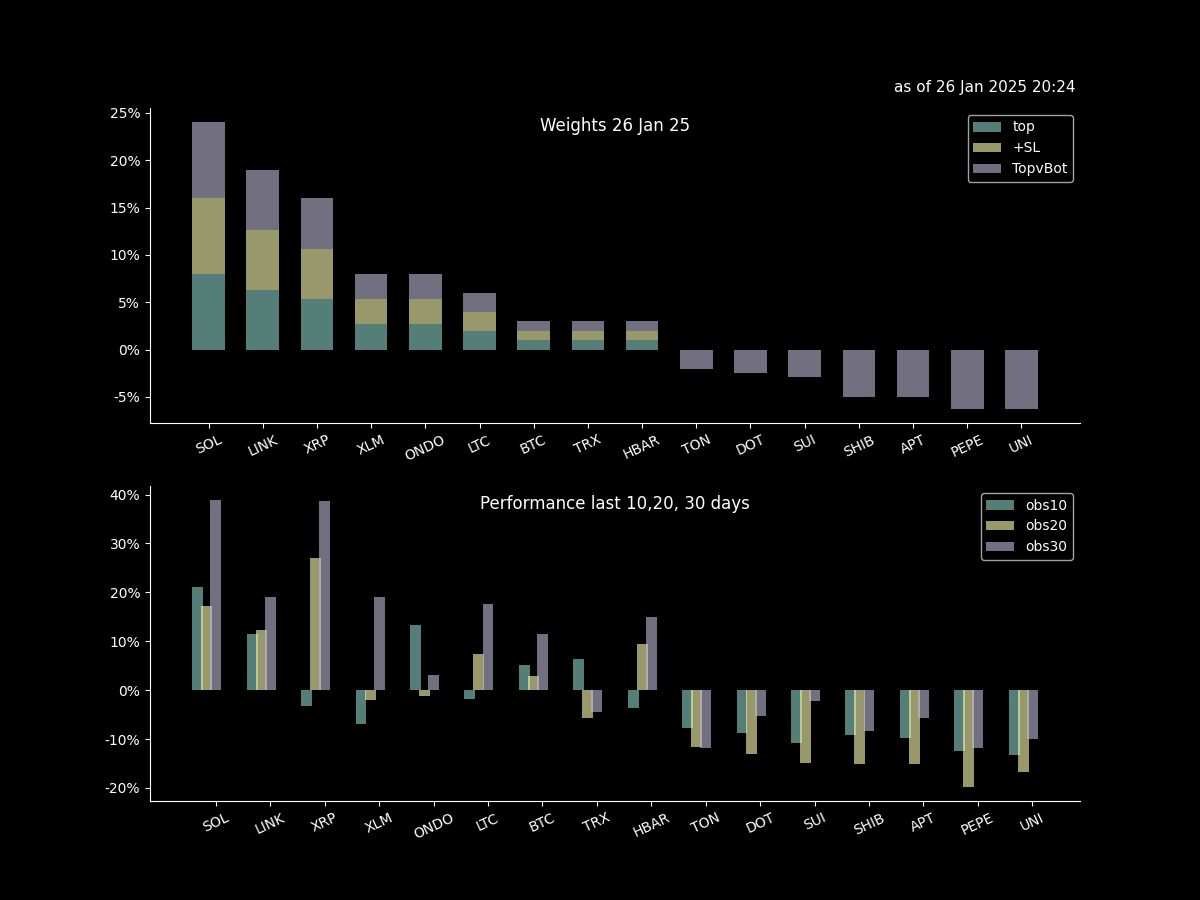 as of 26 Jan 2025 20:24
Weights 26 Jan 25
top
+SL
TopvBot
25%
20%
15%
10%
5%
0%
-5%
SOL LINK XRP XLM ONDO LTC BTC TRX HBAR TON DOT SUI SHIB APT PEPE UNI
Performance last 10,20, 30 days
obs10
obs20
obs30
40%
30%
20%
10%
0%
-10%
-20%
SOL LINK XRP XLM ONDO LTC BTC TRX HBAR TON DOT SUI SHIB APT PEPE UNI